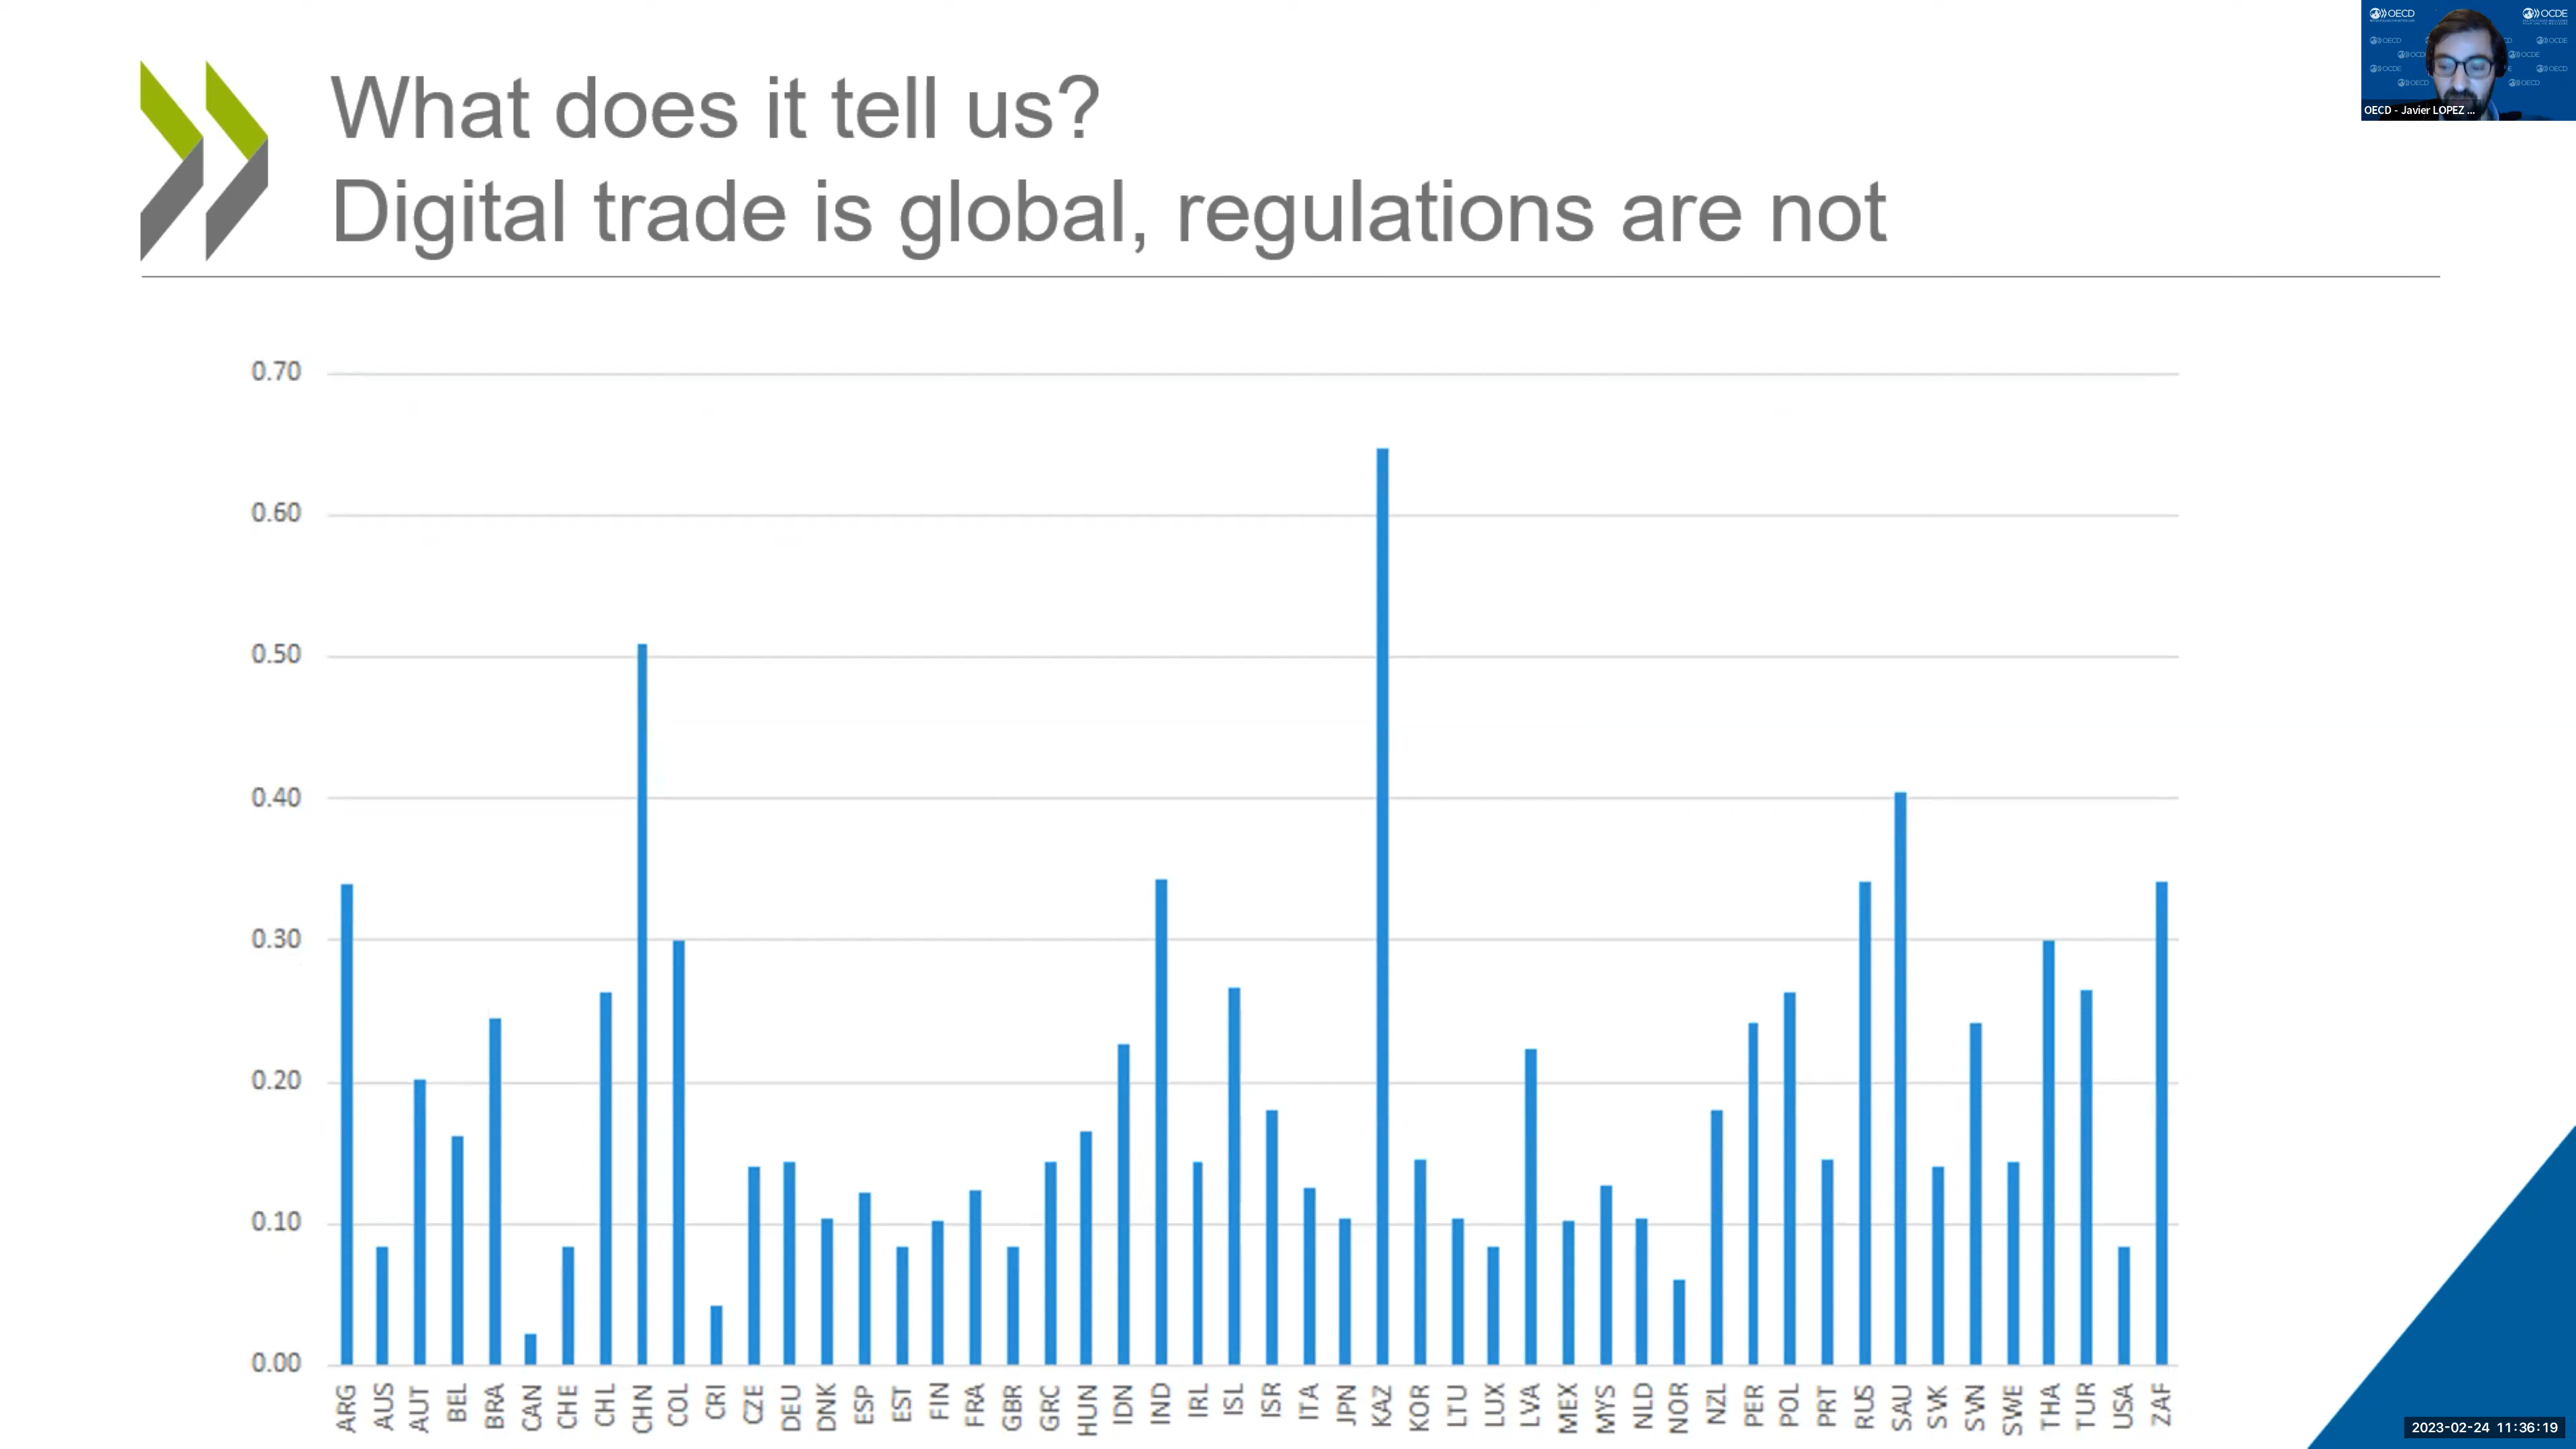 What does it tell us?
Digital trade is global, regulations are not
OECD
OCDE
OECD - Javier LOPEZ ...
0.70
0.60
0.50
0.40
0.30
0.20
0.10
0.00
ARG AUS AUT BEL BRA CAN CHE CHL CHN COL CRI CZE DEU DNK ESP EST FIN FRA GBR GRC HUN IDN IND IRL ISL ISR ITA JPN KAZ KOR LTU LUX LVA MEX MYS NLD NOR NZL PER POL PRT RUS SAU SVK SVN SWE THA TUR USA ZAF
2023-02-24 11:36:19